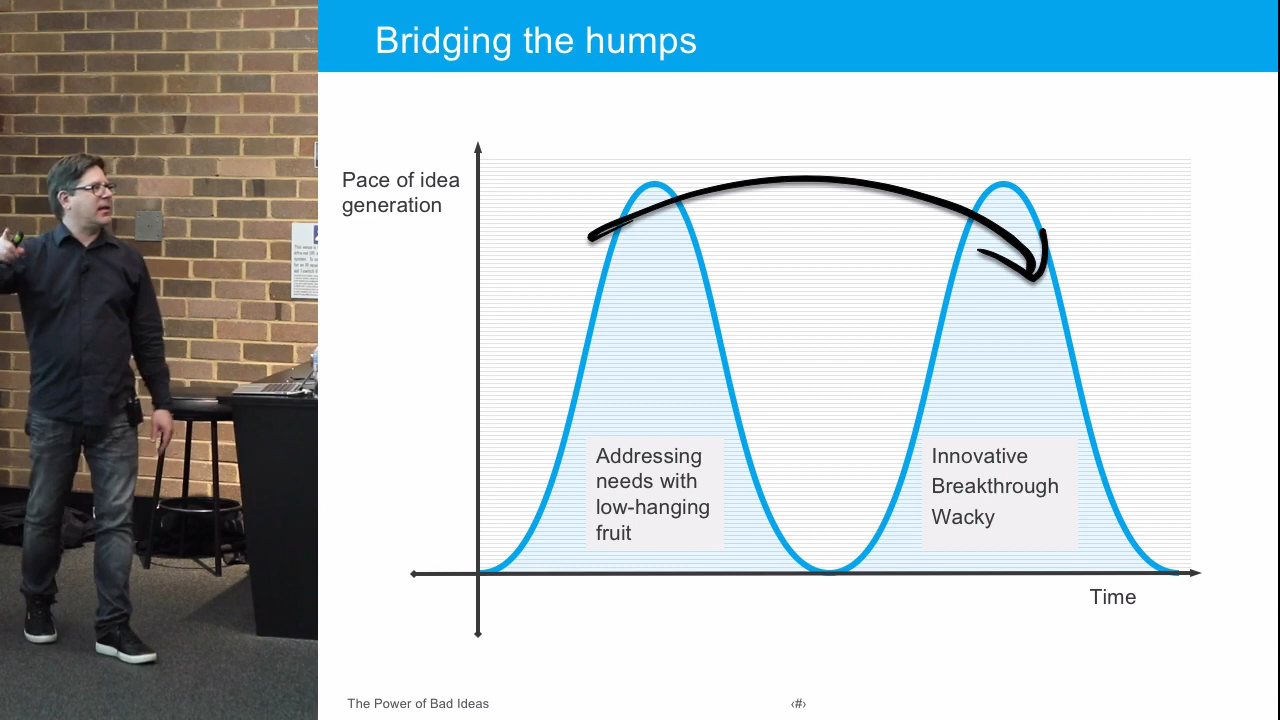 Bridging the humps
Pace of idea
generation
Addressing
needs with
low-hanging
fruit
Innovative
Breakthrough
Wacky
Time
The Power of Bad Ideas
‹#›